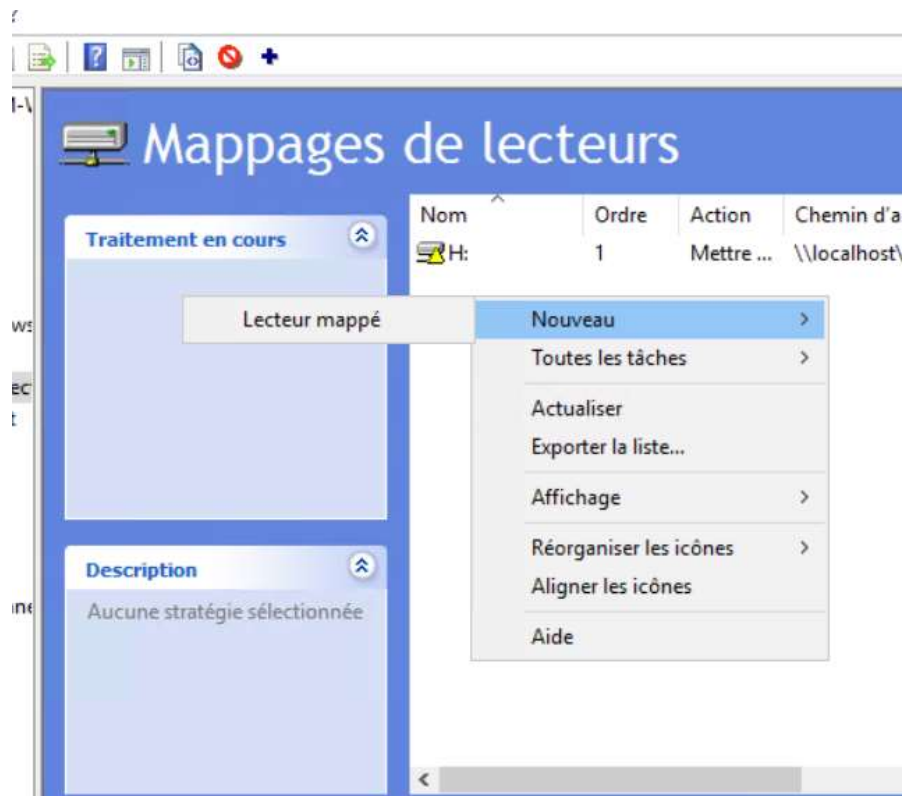 Mappages de lecteurs
Nom Ordre Action Chemin d'a
Traitement en cours
H: 1 Mettre ... \\localhost\
Lecteur mappé
Nouveau
Toutes les tâches
Actualiser
Exporter la liste...
Affichage
Réorganiser les icônes
Aligner les icônes
Aide
Description
Aucune stratégie sélectionnée